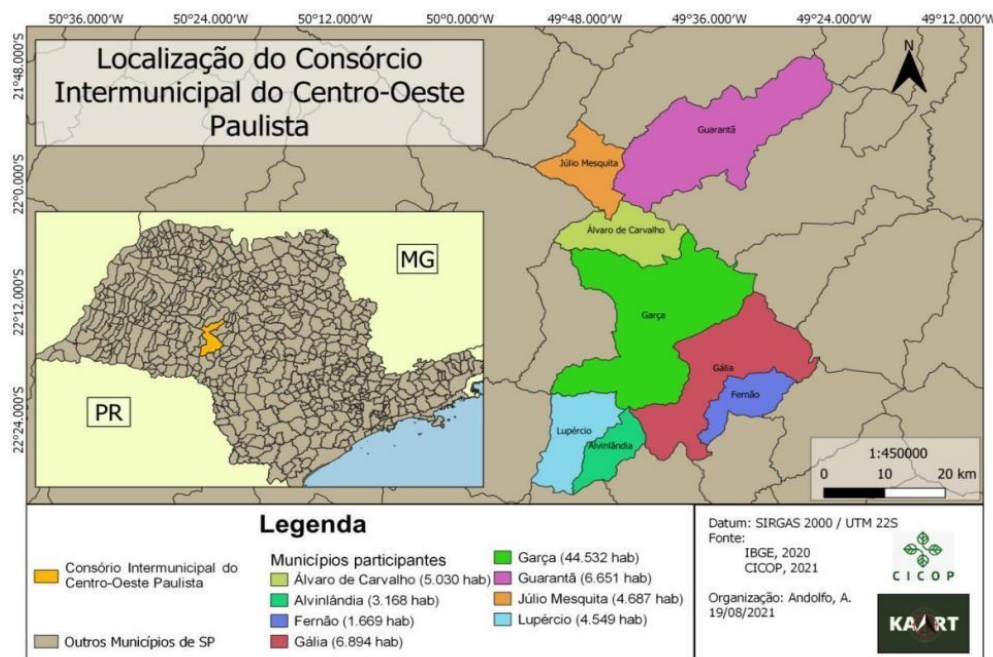 50°36.000'W 50°24.000'W 50°12.000'W 50°0.000'W 49°48.000'W 49°36.000'W 49°24.000'W 49°12.000'W
Localização do Consórcio
Intermunicipal do Centro-Oeste
Paulista
N
21°48.000'S
22°0.000'S
22°12.000'S
22°24.000'S
MG
PR
Guarantã
Júlio Mesquita
Álvaro de Carvalho
Garça
Gália
Fernão
Lupércio
Alvinlândia
1:450000
0 10 20 km
Legenda
Consório Intermunicipal do
Centro-Oeste Paulista
Outros Municípios de SP
Municípios participantes
Álvaro de Carvalho (5.030 hab)
Alvinlândia (3.168 hab)
Fernão (1.669 hab)
Gália (6.894 hab)
Garça (44.532 hab)
Guarantã (6.651 hab)
Júlio Mesquita (4.687 hab)
Lupércio (4.549 hab)
Datum: SIRGAS 2000 / UTM 22S
Fonte:
IBGE, 2020
CICOP, 2021
Organização: Andolfo, A.
19/08/2021
CICOP
KAART